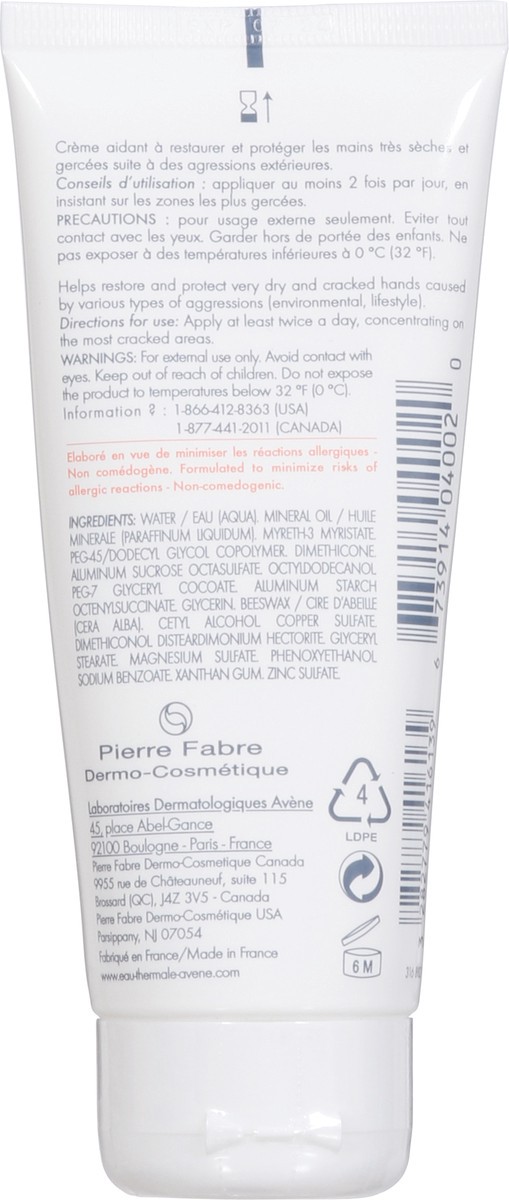 Crème aidant à restaurer et protéger les mains très sèches et
gercées suite à des agressions extérieures.
Conseils d'utilisation : appliquer au moins 2 fois par jour, en
insistant sur les zones les plus gercées.
PRECAUTIONS : pour usage externe seulement. Eviter tout
contact avec les yeux. Garder hors de portée des enfants. Ne
pas exposer à des températures inférieures à 0 °C (32 °F).
Helps restore and protect very dry and cracked hands caused
by various types of aggressions (environmental, lifestyle).
Directions for use: Apply at least twice a day, concentrating on
the most cracked areas.
WARNINGS: For external use only. Avoid contact with
eyes. Keep out of reach of children. Do not expose
the product to temperatures below 32 °F (0 °C).
Information ? : 1-866-412-8363 (USA)
1-877-441-2011 (CANADA)
Elaboré en vue de minimiser les réactions allergiques -
Non comédogène. Formulated to minimize risks of
allergic reactions - Non-comedogenic.
INGREDIENTS: WATER / EAU (AQUA). MINERAL OIL / HUILE
MINERALE (PARAFFINUM LIQUIDUM). MYRETH-3 MYRISTATE.
PEG-45/DODECYL GLYCOL COPOLYMER. DIMETHICONE.
ALUMINUM SUCROSE OCTASULFATE. OCTYLDODECANOL.
PEG-7 GLYCERYL COCOATE. ALUMINUM STARCH
OCTENYLSUCCINATE. GLYCERIN. BEESWAX / CIRE D'ABEILLE
(CERA ALBA). CETYL ALCOHOL. COPPER SULFATE.
DIMETHICONOL. DISTEARDIMONIUM HECTORITE. GLYCERYL
STEARATE. MAGNESIUM SULFATE. PHENOXYETHANOL.
SODIUM BENZOATE. XANTHAN GUM. ZINC SULFATE.
Pierre Fabre
Dermo-Cosmétique
Laboratoires Dermatologiques Avène
45, place Abel-Gance
92100 Boulogne - Paris - France
Pierre Fabre Dermo-Cosmetique Canada
9955 rue de Châteauneuf, suite 115
Brossard (QC), J4Z 3V5 - Canada
Pierre Fabre Dermo-Cosmétique USA
Parsippany, NJ 07054
Fabriqué en France/Made in France
www.eau-thermale-avene.com
4
LDPE
6 M
6 73914 04002 0
3 282779 416139